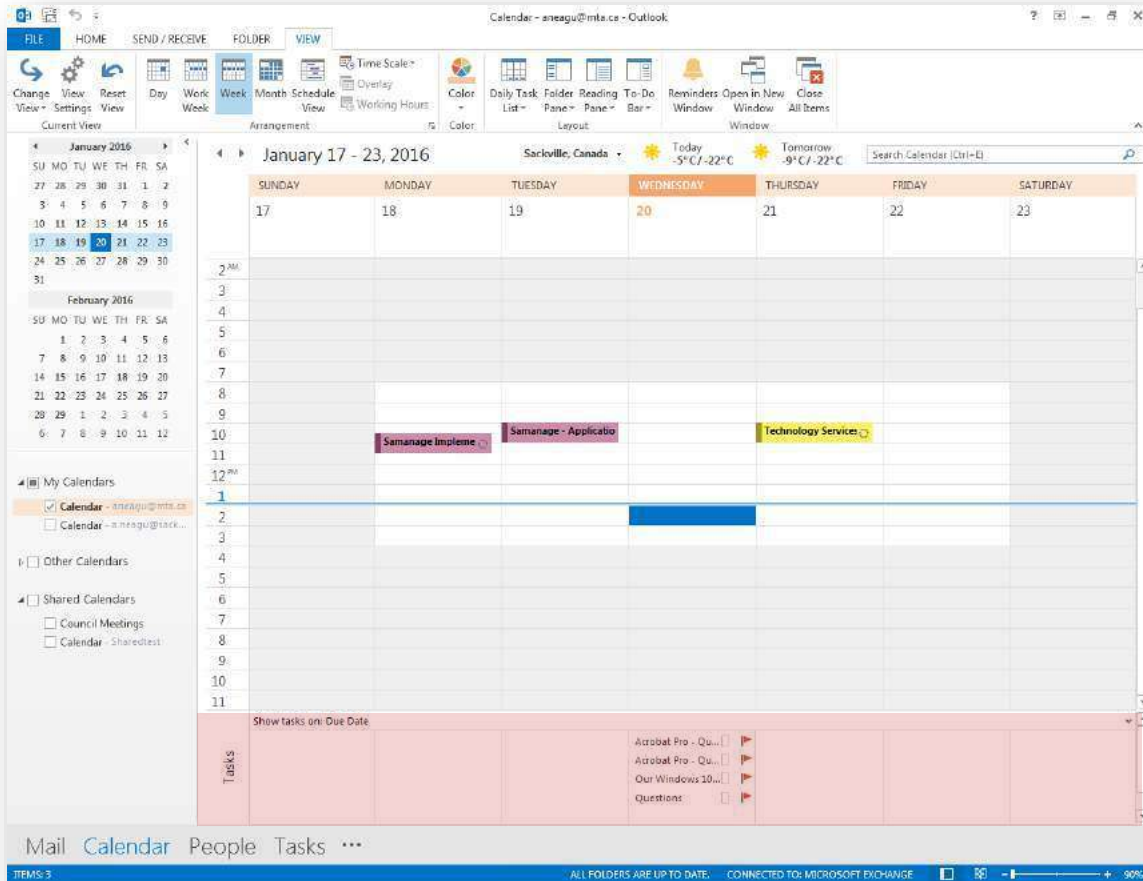 Calendar - aneagu@mta.ca - Outlook
FILE HOME SEND / RECEIVE FOLDER VIEW
Change View Settings Reset View Day Work Week Week Month Schedule View Time Scale Overlay Working Hours Color Daily Task List Folder Pane Reading Pane To-Do Bar Reminders Window Open in New Window Close All Items
Current View Arrangement Color Layout Window
January 2016
SU MO TU WE TH FR SA
27 28 29 30 31 1 2
3 4 5 6 7 8 9
10 11 12 13 14 15 16
17 18 19 20 21 22 23
24 25 26 27 28 29 30
31
February 2016
SU MO TU WE TH FR SA
1 2 3 4 5 6
7 8 9 10 11 12 13
14 15 16 17 18 19 20
21 22 23 24 25 26 27
28 29 1 2 3 4 5
6 7 8 9 10 11 12
My Calendars
Calendar - aneagu@mta.ca
Calendar -
Other Calendars
Shared Calendars
Council Meetings
Calendar - Sharedtest
January 17 - 23, 2016
Sackville, Canada
Today
-5°C/-22°C
Tomorrow
-9°C/-22°C
Search Calendar (Ctrl+E)
SUNDAY MONDAY TUESDAY WEDNESDAY THURSDAY FRIDAY SATURDAY
17 18 19 20 21 22 23
2 AM
3
4
5
6
7
8
9
10
11
12 PM
1
2
3
4
5
6
7
8
9
10
11
Samanage Impleme
Samanage - Applicatio
Technology Services
Show tasks on: Due Date
Tasks
Acrobat Pro - Qu...
Acrobat Pro - Qu...
Our Windows 10...
Questions
Mail Calendar People Tasks •••
ITEMS: 3 ALL FOLDERS ARE UP TO DATE. CONNECTED TO: MICROSOFT EXCHANGE 90%